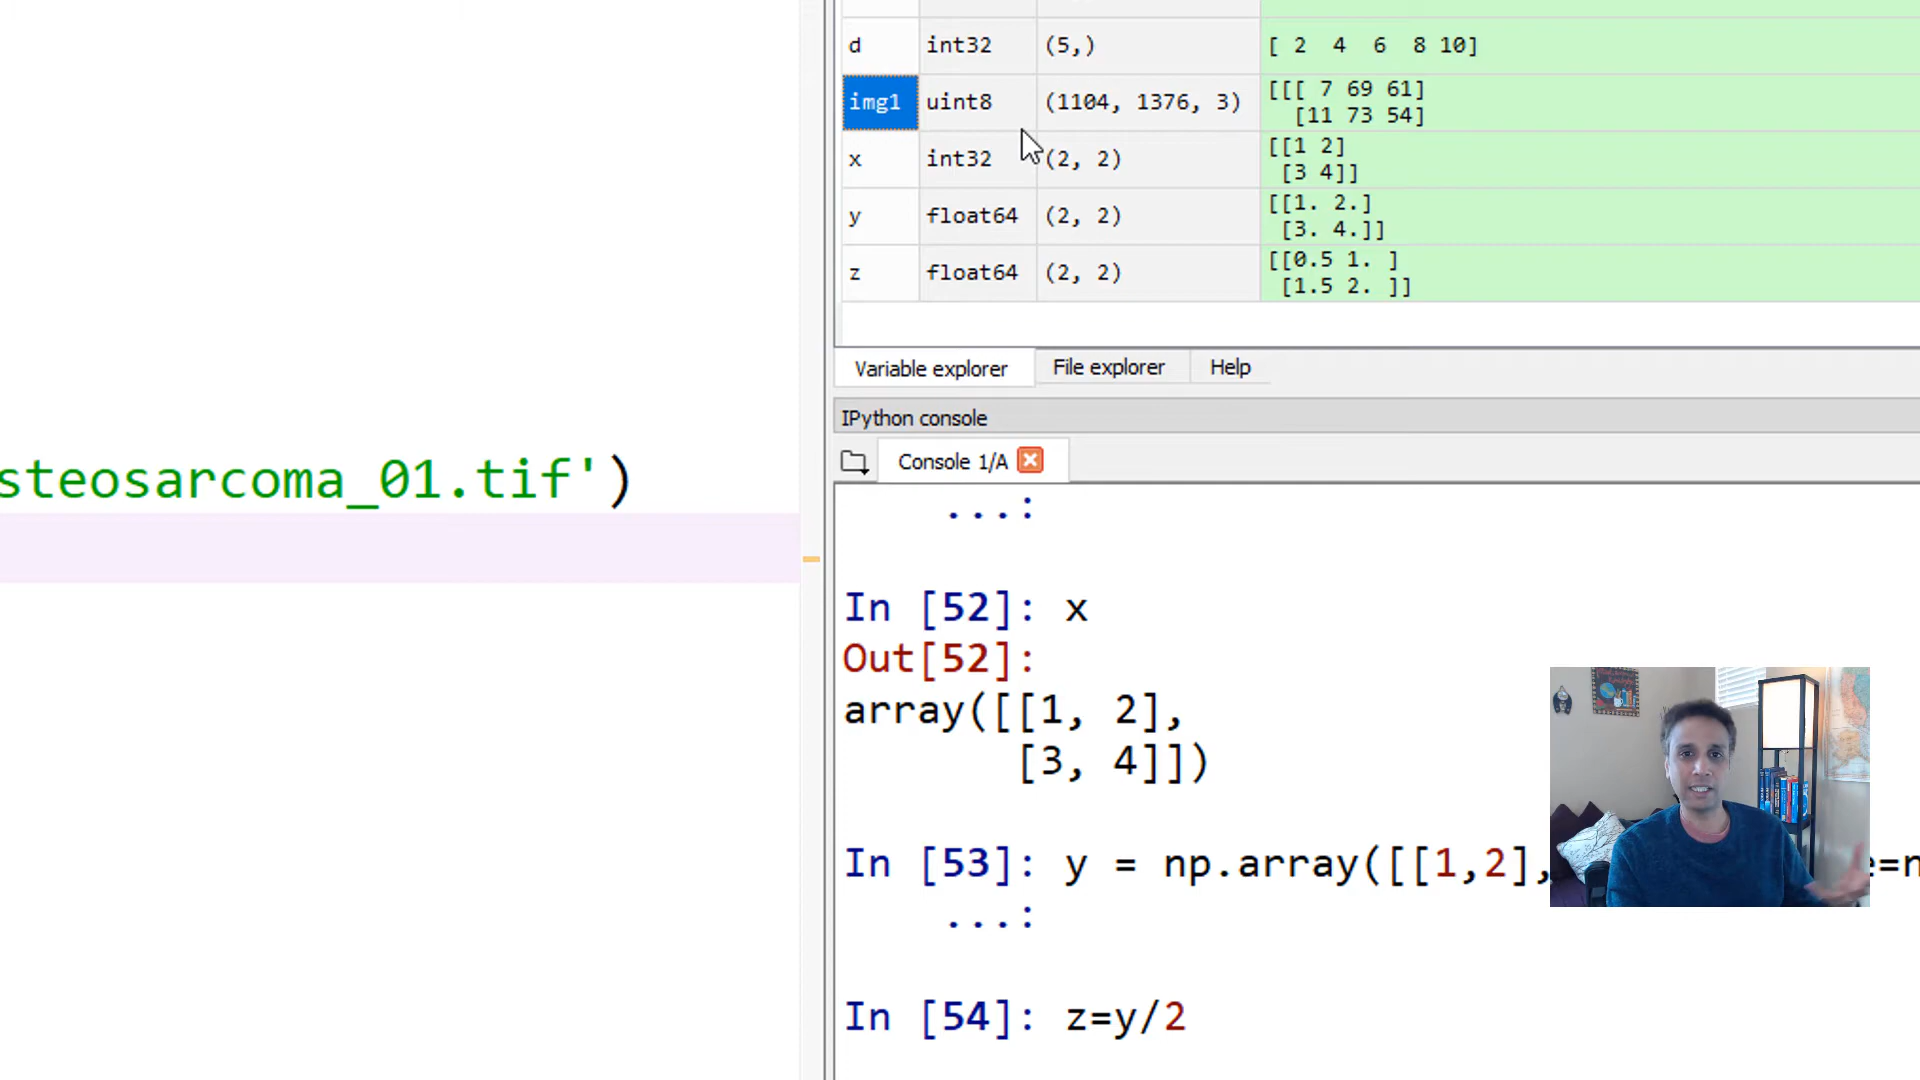 d int32 (5,) [ 2 4 6 8 10]
img1 uint8 (1104, 1376, 3) [[[ 7 69 61]
[11 73 54]
x int32 (2, 2) [[1 2]
[3 4]]
y float64 (2, 2) [[1. 2.]
[3. 4.]]
z float64 (2, 2) [[0.5 1. ]
[1.5 2. ]]
Variable explorer File explorer Help
IPython console
Console 1/A
steosarcoma_01.tif')
...:
In [52]: x
Out[52]:
array([[1, 2],
[3, 4]])
In [53]: y = np.array([[1,2], e=n
...:
In [54]: z=y/2